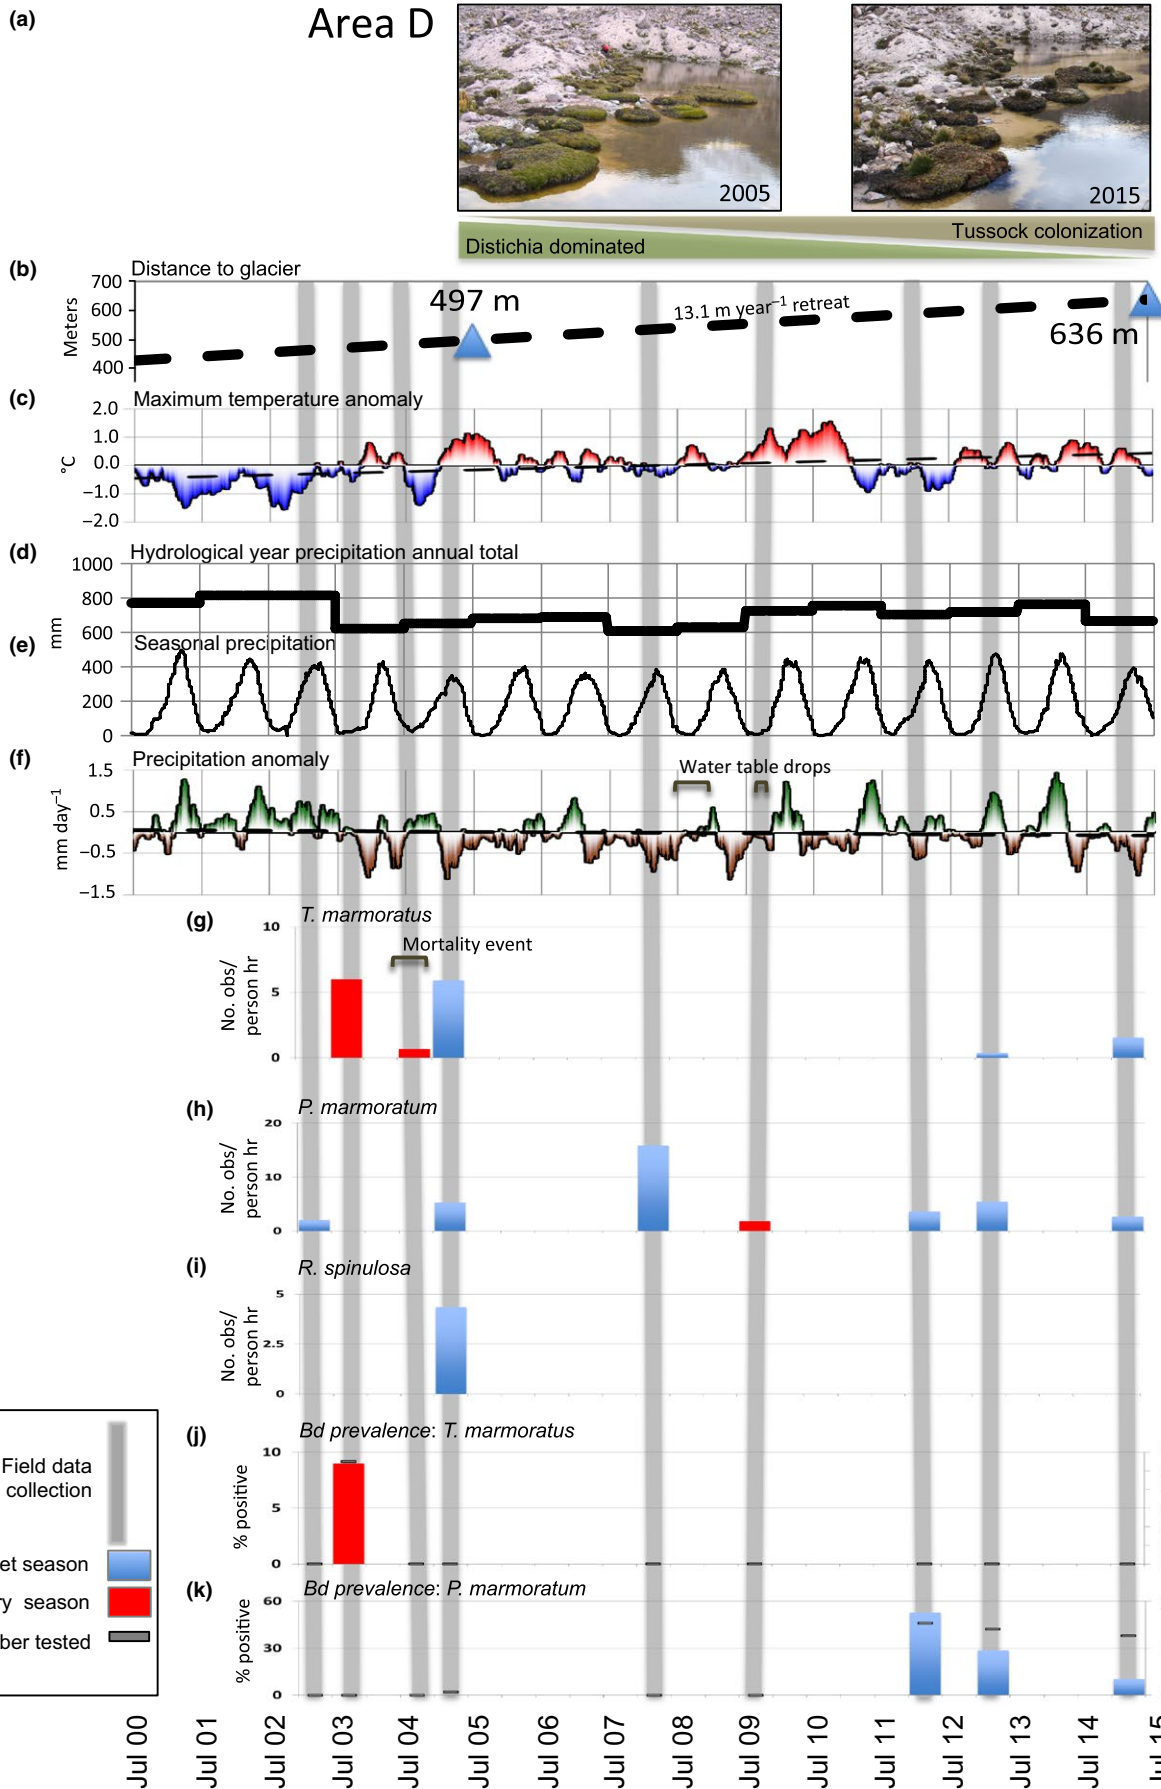 (a)
Area D
2005
2015
Distichia dominated
Tussock colonization
(b)
Distance to glacier
Meters
700
600
500
400
497 m
13.1 m year⁻¹ retreat
636 m
(c)
Maximum temperature anomaly
°C
2.0
1.0
0.0
−1.0
−2.0
(d)
Hydrological year precipitation annual total
1000
800
600
mm
(e)
Seasonal precipitation
400
200
0
(f)
Precipitation anomaly
mm day⁻¹
1.5
0.5
−0.5
−1.5
Water table drops
(g)
T. marmoratus
No. obs/
person hr
10
5
0
Mortality event
(h)
P. marmoratum
No. obs/
person hr
20
10
0
(i)
R. spinulosa
No. obs/
person hr
5
2.5
0
(j)
Bd prevalence: T. marmoratus
% positive
10
5
0
(k)
Bd prevalence: P. marmoratum
% positive
60
30
0
Field data
collection
et season
ry season
ber tested
Jul 00
Jul 01
Jul 02
Jul 03
Jul 04
Jul 05
Jul 06
Jul 07
Jul 08
Jul 09
Jul 10
Jul 11
Jul 12
Jul 13
Jul 14
Jul 15